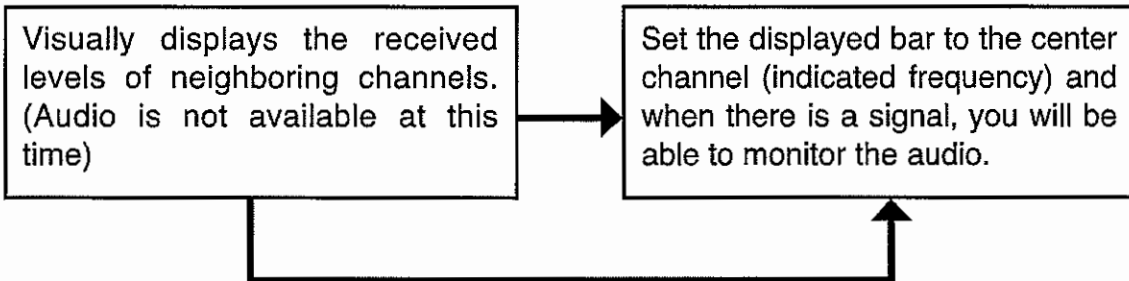 Visually displays the received
levels of neighboring channels.
(Audio is not available at this
time)
Set the displayed bar to the center
channel (indicated frequency) and
when there is a signal, you will be
able to monitor the audio.